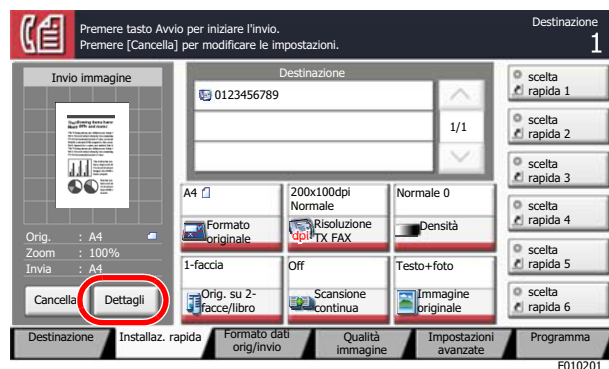 Premere tasto Avvio per iniziare l'invio.
Premere [Cancella] per modificare le impostazioni.
Destinazione
1
Invio immagine
Orig. : A4
Zoom : 100%
Invia : A4
Cancella
Dettagli
Destinazione
0123456789
1/1
A4
Formato
originale
200x100dpi
Normale
dpi
Risoluzione
TX FAX
Normale 0
Densità
1-faccia
Orig. su 2-
facce/libro
Off
Scansione
continua
Testo+foto
Immagine
originale
scelta
rapida 1
scelta
rapida 2
scelta
rapida 3
scelta
rapida 4
scelta
rapida 5
scelta
rapida 6
Destinazione
Installaz. rapida
Formato dati
orig/invio
Qualità
immagine
Impostazioni
avanzate
Programma
F010201